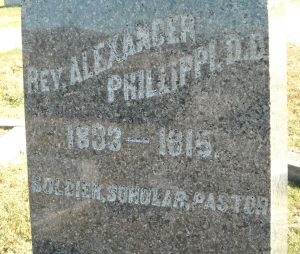 REV. ALEXANDER
PHILLIPPI, D.D.
1833 — 1915.
SOLDIER, SCHOLAR, PASTOR